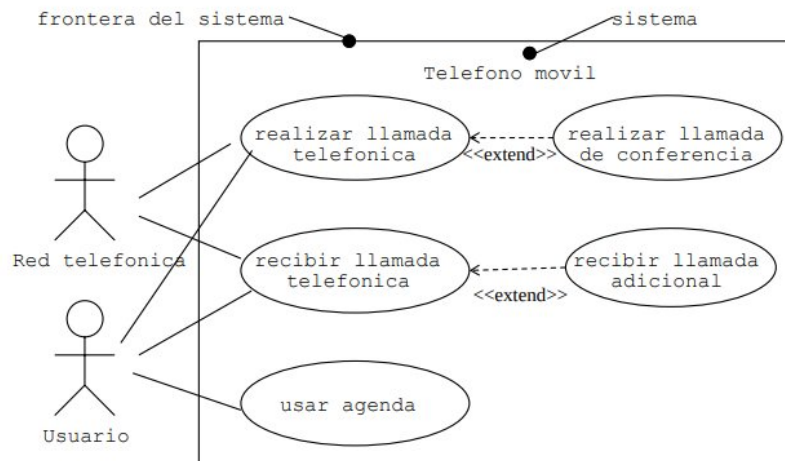 frontera del sistema
sistema
Telefono movil
realizar llamada
telefonica
<<extend>>
realizar llamada
de conferencia
Red telefonica
recibir llamada
telefonica
<<extend>>
recibir llamada
adicional
Usuario
usar agenda